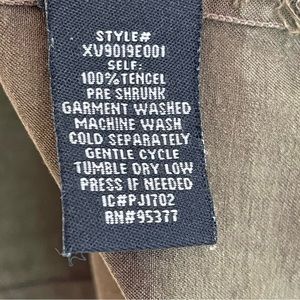 STYLE#
XV9019E001
SELF:
100%TENCEL
PRE SHRUNK
GARMENT WASHED
MACHINE WASH
COLD SEPARATELY
GENTLE CYCLE
TUMBLE DRY LOW
PRESS IF NEEDED
IC#PJ1702
RN#95377